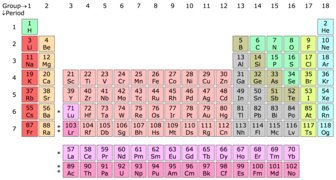 Group→ 1 2 3 4 5 6 7 8 9 10 11 12 13 14 15 16 17 18
↓Period
1 1 2
H He
2 3 4 5 6 7 8 9 10
Li Be B C N O F Ne
3 11 12 13 14 15 16 17 18
Na Mg Al Si P S Cl Ar
4 19 20 21 22 23 24 25 26 27 28 29 30 31 32 33 34 35 36
K Ca Sc Ti V Cr Mn Fe Co Ni Cu Zn Ga Ge As Se Br Kr
5 37 38 39 40 41 42 43 44 45 46 47 48 49 50 51 52 53 54
Rb Sr Y Zr Nb Mo Tc Ru Rh Pd Ag Cd In Sn Sb Te I Xe
6 55 56 * 71 72 73 74 75 76 77 78 79 80 81 82 83 84 85 86
Cs Ba Lu Hf Ta W Re Os Ir Pt Au Hg Tl Pb Bi Po At Rn
7 87 88 * 103 104 105 106 107 108 109 110 111 112 113 114 115 116 117 118
Fr Ra * Lr Rf Db Sg Bh Hs Mt Ds Rg Cn Nh Fl Mc Lv Ts Og
* 57 58 59 60 61 62 63 64 65 66 67 68 69 70
La Ce Pr Nd Pm Sm Eu Gd Tb Dy Ho Er Tm Yb
* 89 90 91 92 93 94 95 96 97 98 99 100 101 102
* Ac Th Pa U Np Pu Am Cm Bk Cf Es Fm Md No